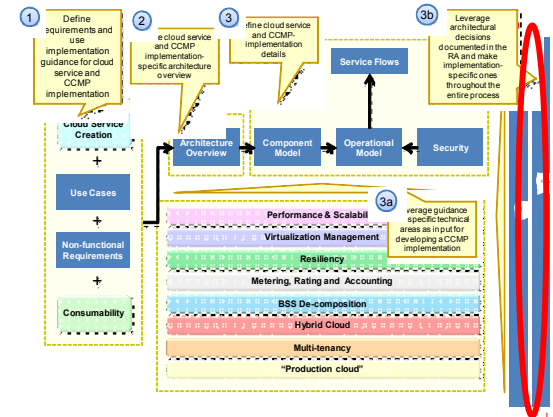 1
Define
requirements and
use
implementation
guidance for cloud
service and
CCMP
implementation
2
cloud service
and CCMP
implementation-
specific architecture
overview
3
fine cloud service
and CCMP-
implementation
details
3b
Leverage
architectural
decisions
documented in the
RA and make
implementation-
specific ones
throughout the
entire process
Service Flows
Cloud Service
Creation
+
Use Cases
+
Non-functional
Requirements
+
Consumability
Architecture
Overview
Component
Model
Operational
Model
Security
3a
verage guidance
specific technical
areas as input for
developing a CCMP
implementation
Performance & Scalabil
Virtualization Management
Resiliency
Metering, Rating and Accounting
BSS De-composition
Hybrid Cloud
Multi-tenancy
“Production cloud”